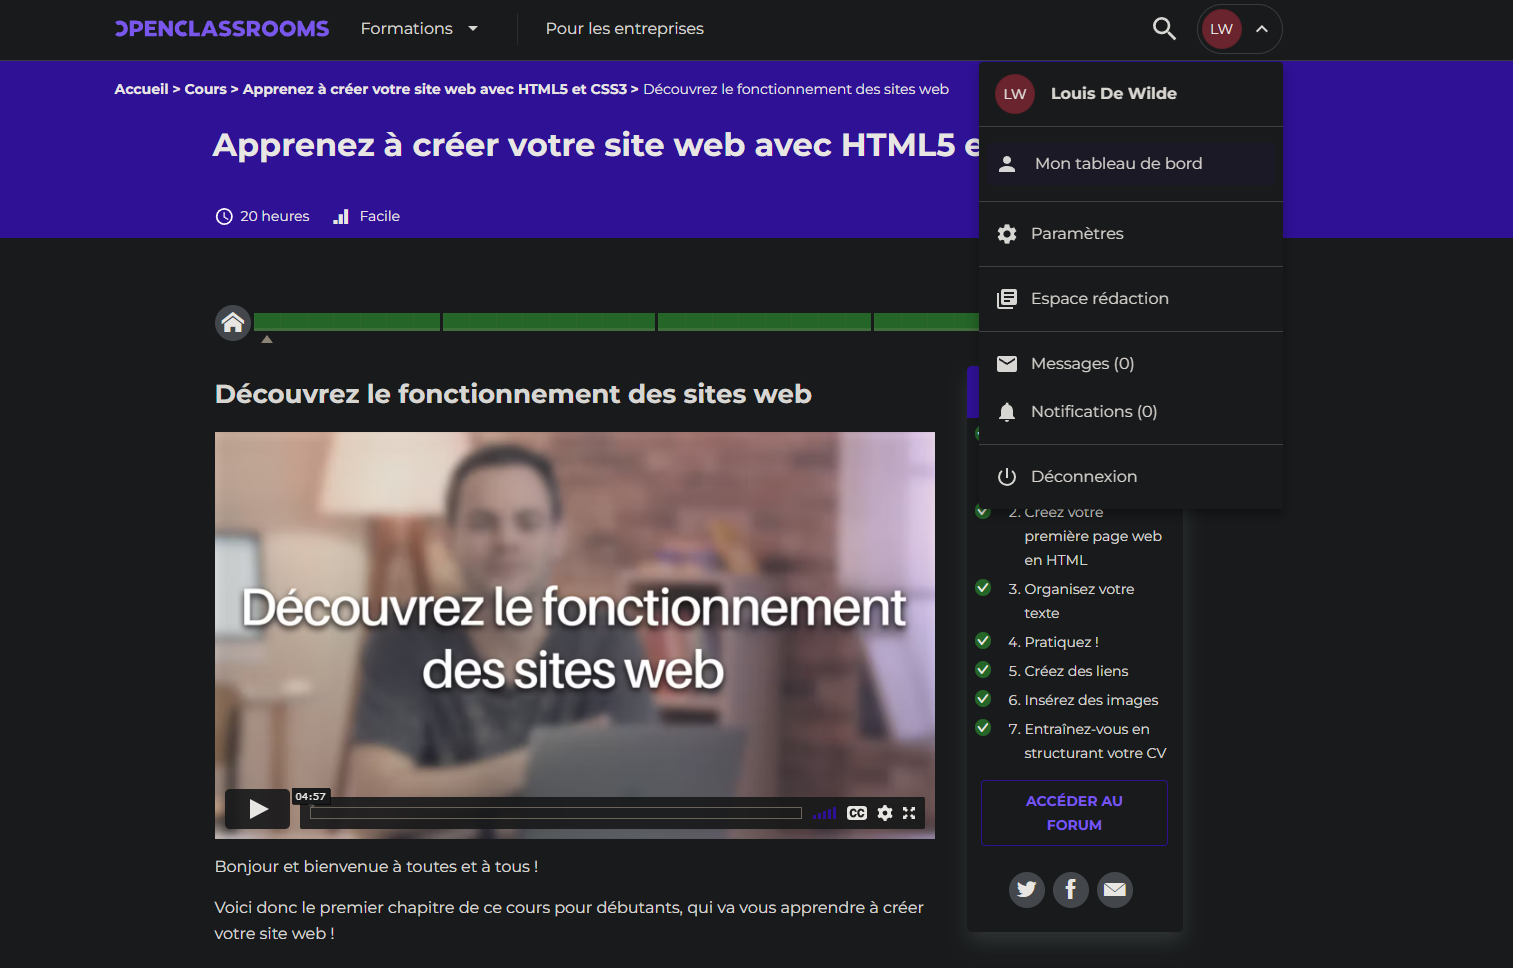 OPENCLASSROOMS Formations Pour les entreprises LW
Accueil > Cours > Apprenez à créer votre site web avec HTML5 et CSS3 > Découvrez le fonctionnement des sites web
Apprenez à créer votre site web avec HTML5 e
20 heures Facile
LW Louis De Wilde
Mon tableau de bord
Paramètres
Espace rédaction
Messages (0)
Notifications (0)
Déconnexion
Découvrez le fonctionnement des sites web
Découvrez le fonctionnement
des sites web
04:57
CC
Bonjour et bienvenue à toutes et à tous !
Voici donc le premier chapitre de ce cours pour débutants, qui va vous apprendre à créer
votre site web !
2. Créez votre
première page web
en HTML
3. Organisez votre
texte
4. Pratiquez !
5. Créez des liens
6. Insérez des images
7. Entraînez-vous en
structurant votre CV
ACCÉDER AU
FORUM